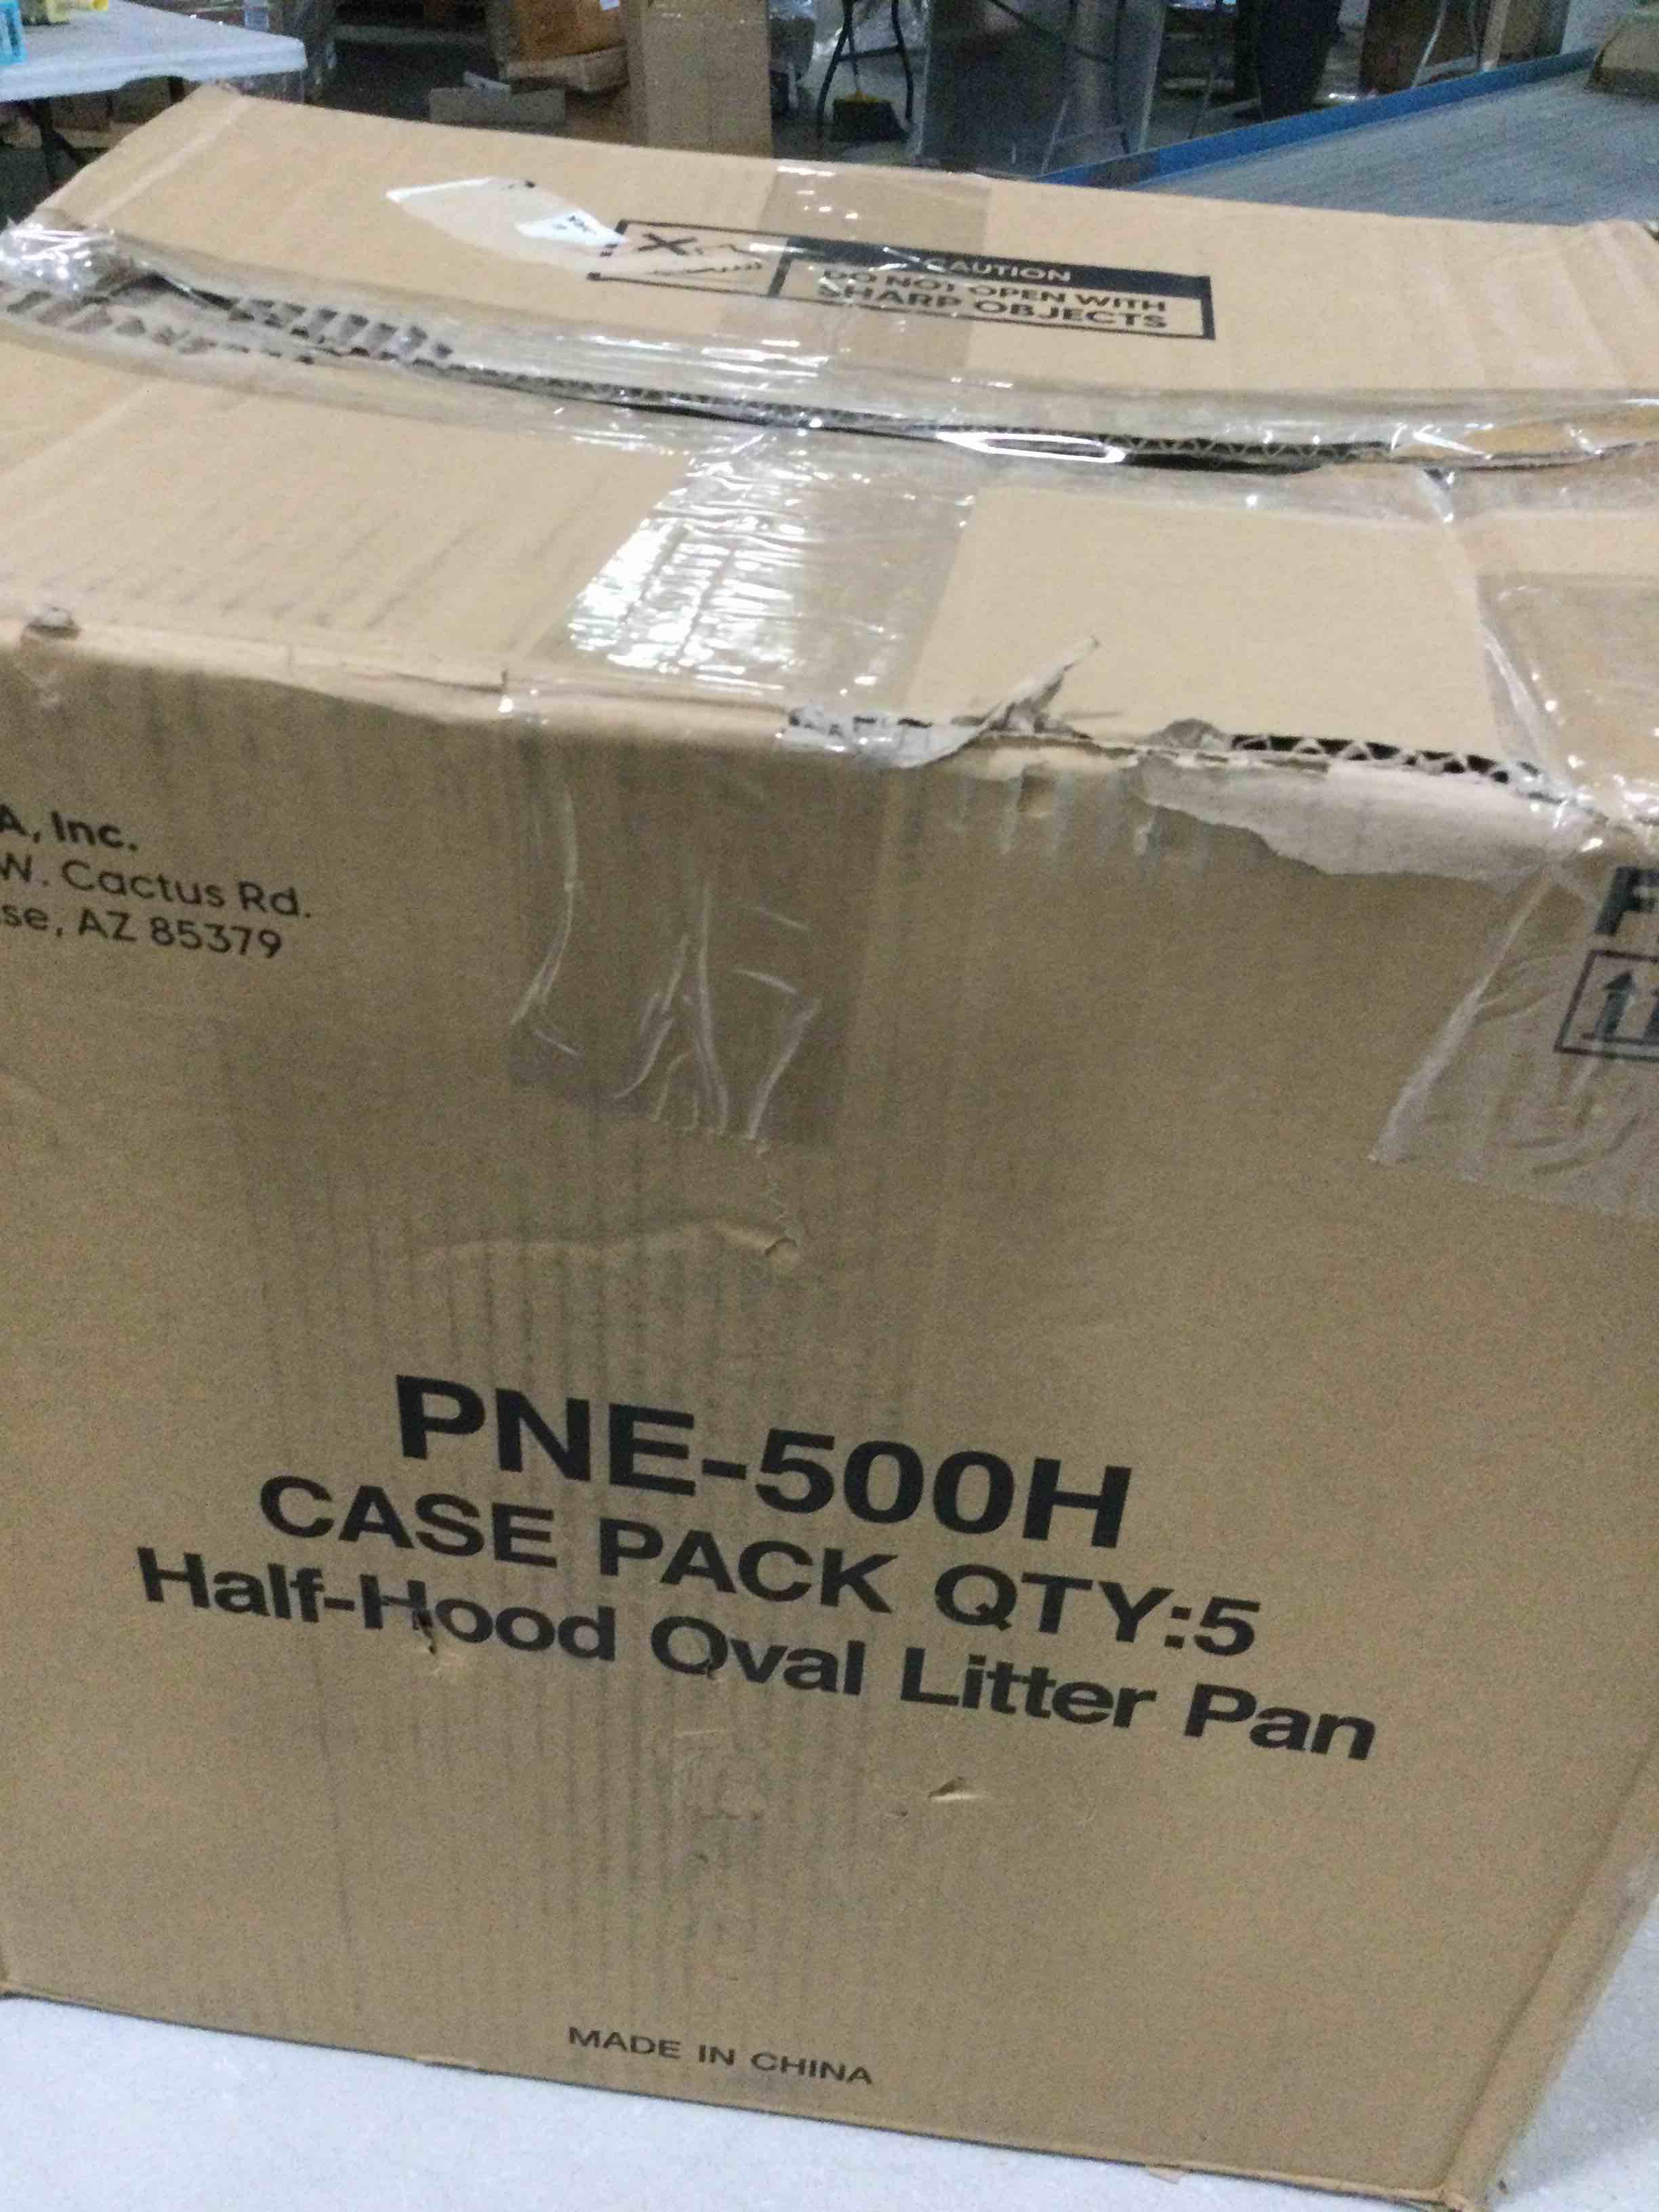 CAUTION
DO NOT OPEN WITH
SHARP OBJECTS
A, Inc.
W. Cactus Rd.
se, AZ 85379
F
PNE-500H
CASE PACK QTY:5
Half-Hood Oval Litter Pan
MADE IN CHINA